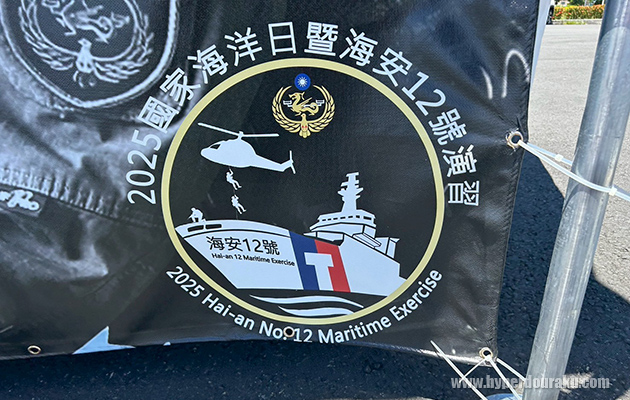 2025國家海洋日暨海安12號演習
海安12號
Hai-an 12 Maritime Exercise
T
2025 Hai-an No. 12 Maritime Exercise
www.hyperdouraku.com